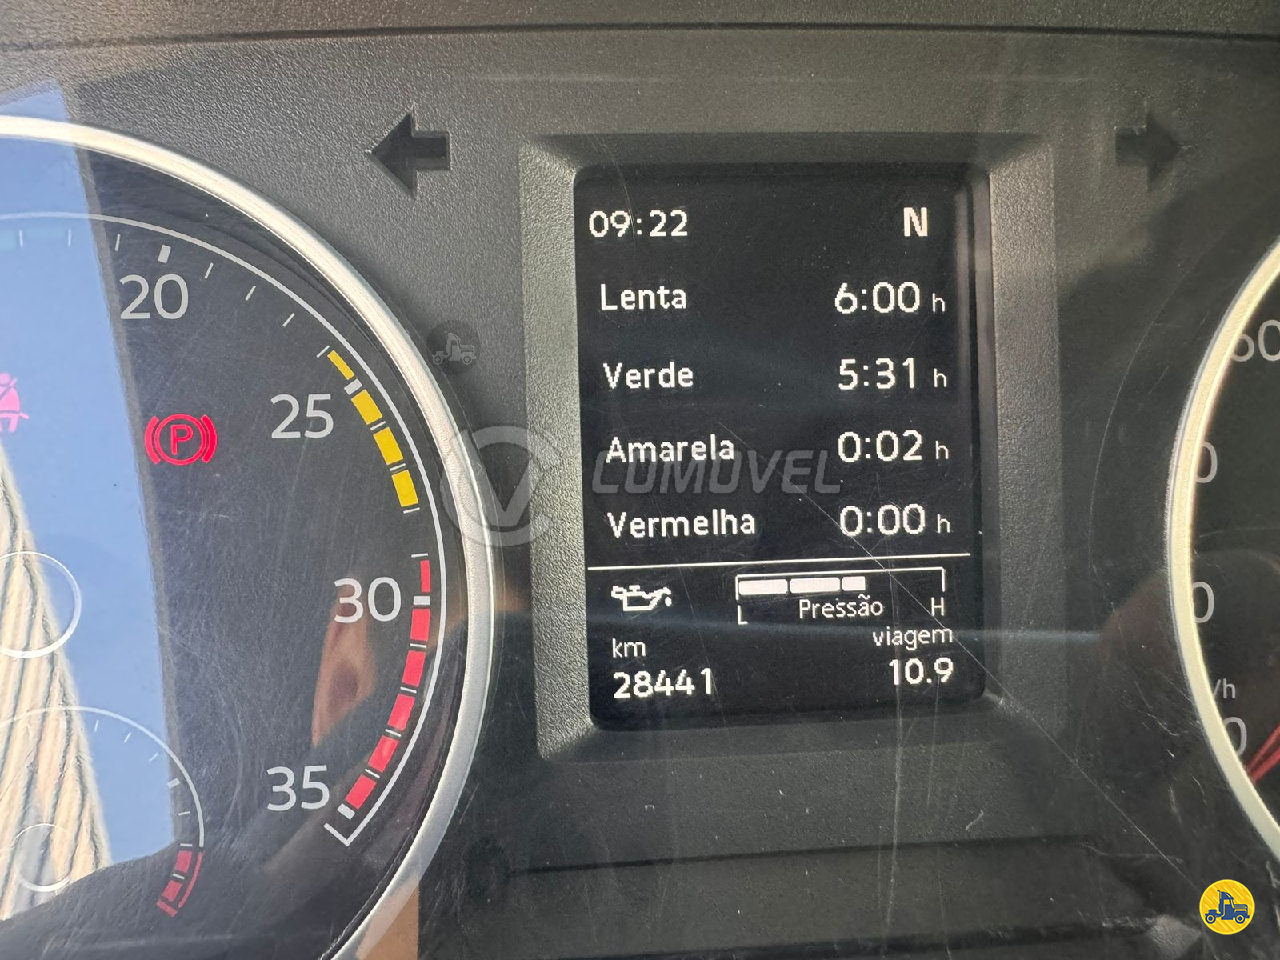 09:22 N
Lenta 6:00 h
Verde 5:31 h
Amarela 0:02 h
Vermelha 0:00 h
L Pressão H
km viagem
28441 10.9
20
25
30
35
P
COMOVEL
/h